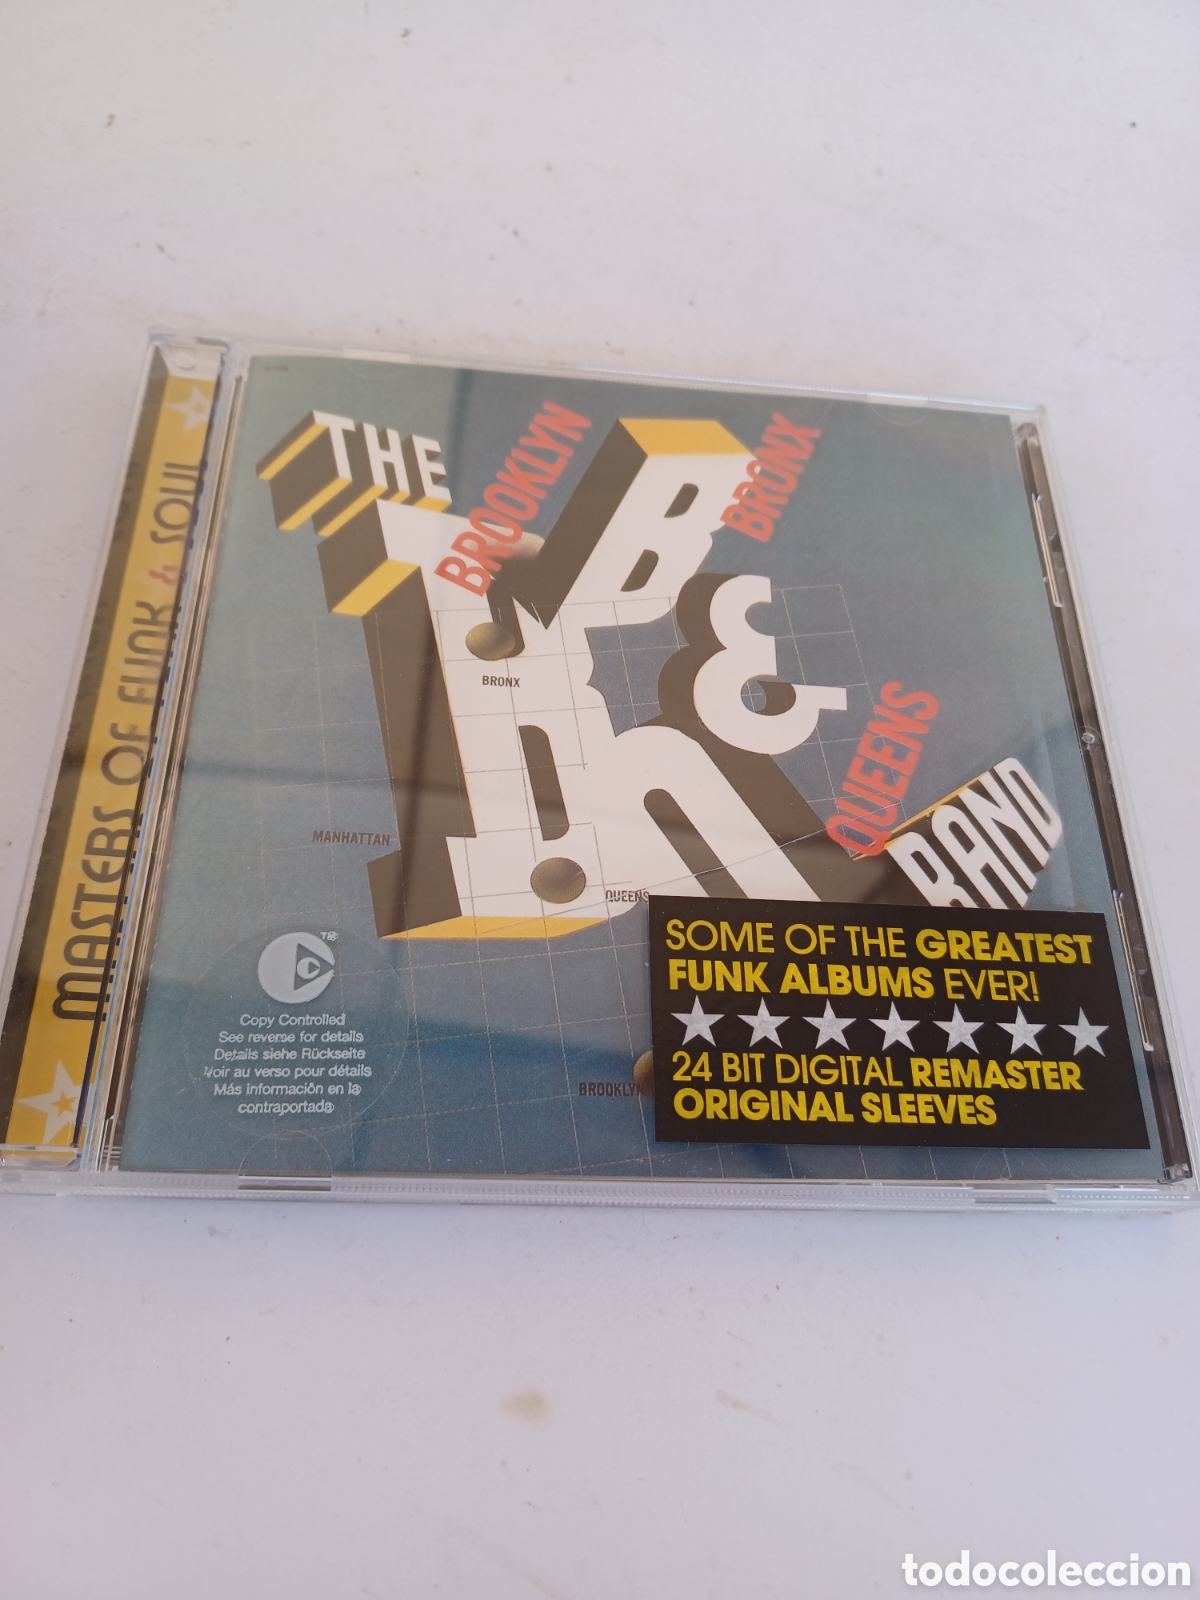 MASTERS OF FUNK & SOUL
THE
BROOKLYN
B
BRONX
&
QUEENS
BAND
BRONX
MANHATTAN
QUEENS
BROOKLYN
TM
Copy Controlled
See reverse for details
Details siehe Rückseite
Voir au verso pour détails
Más información en la
contraportada
SOME OF THE GREATEST
FUNK ALBUMS EVER!
24 BIT DIGITAL REMASTER
ORIGINAL SLEEVES
todocoleccion